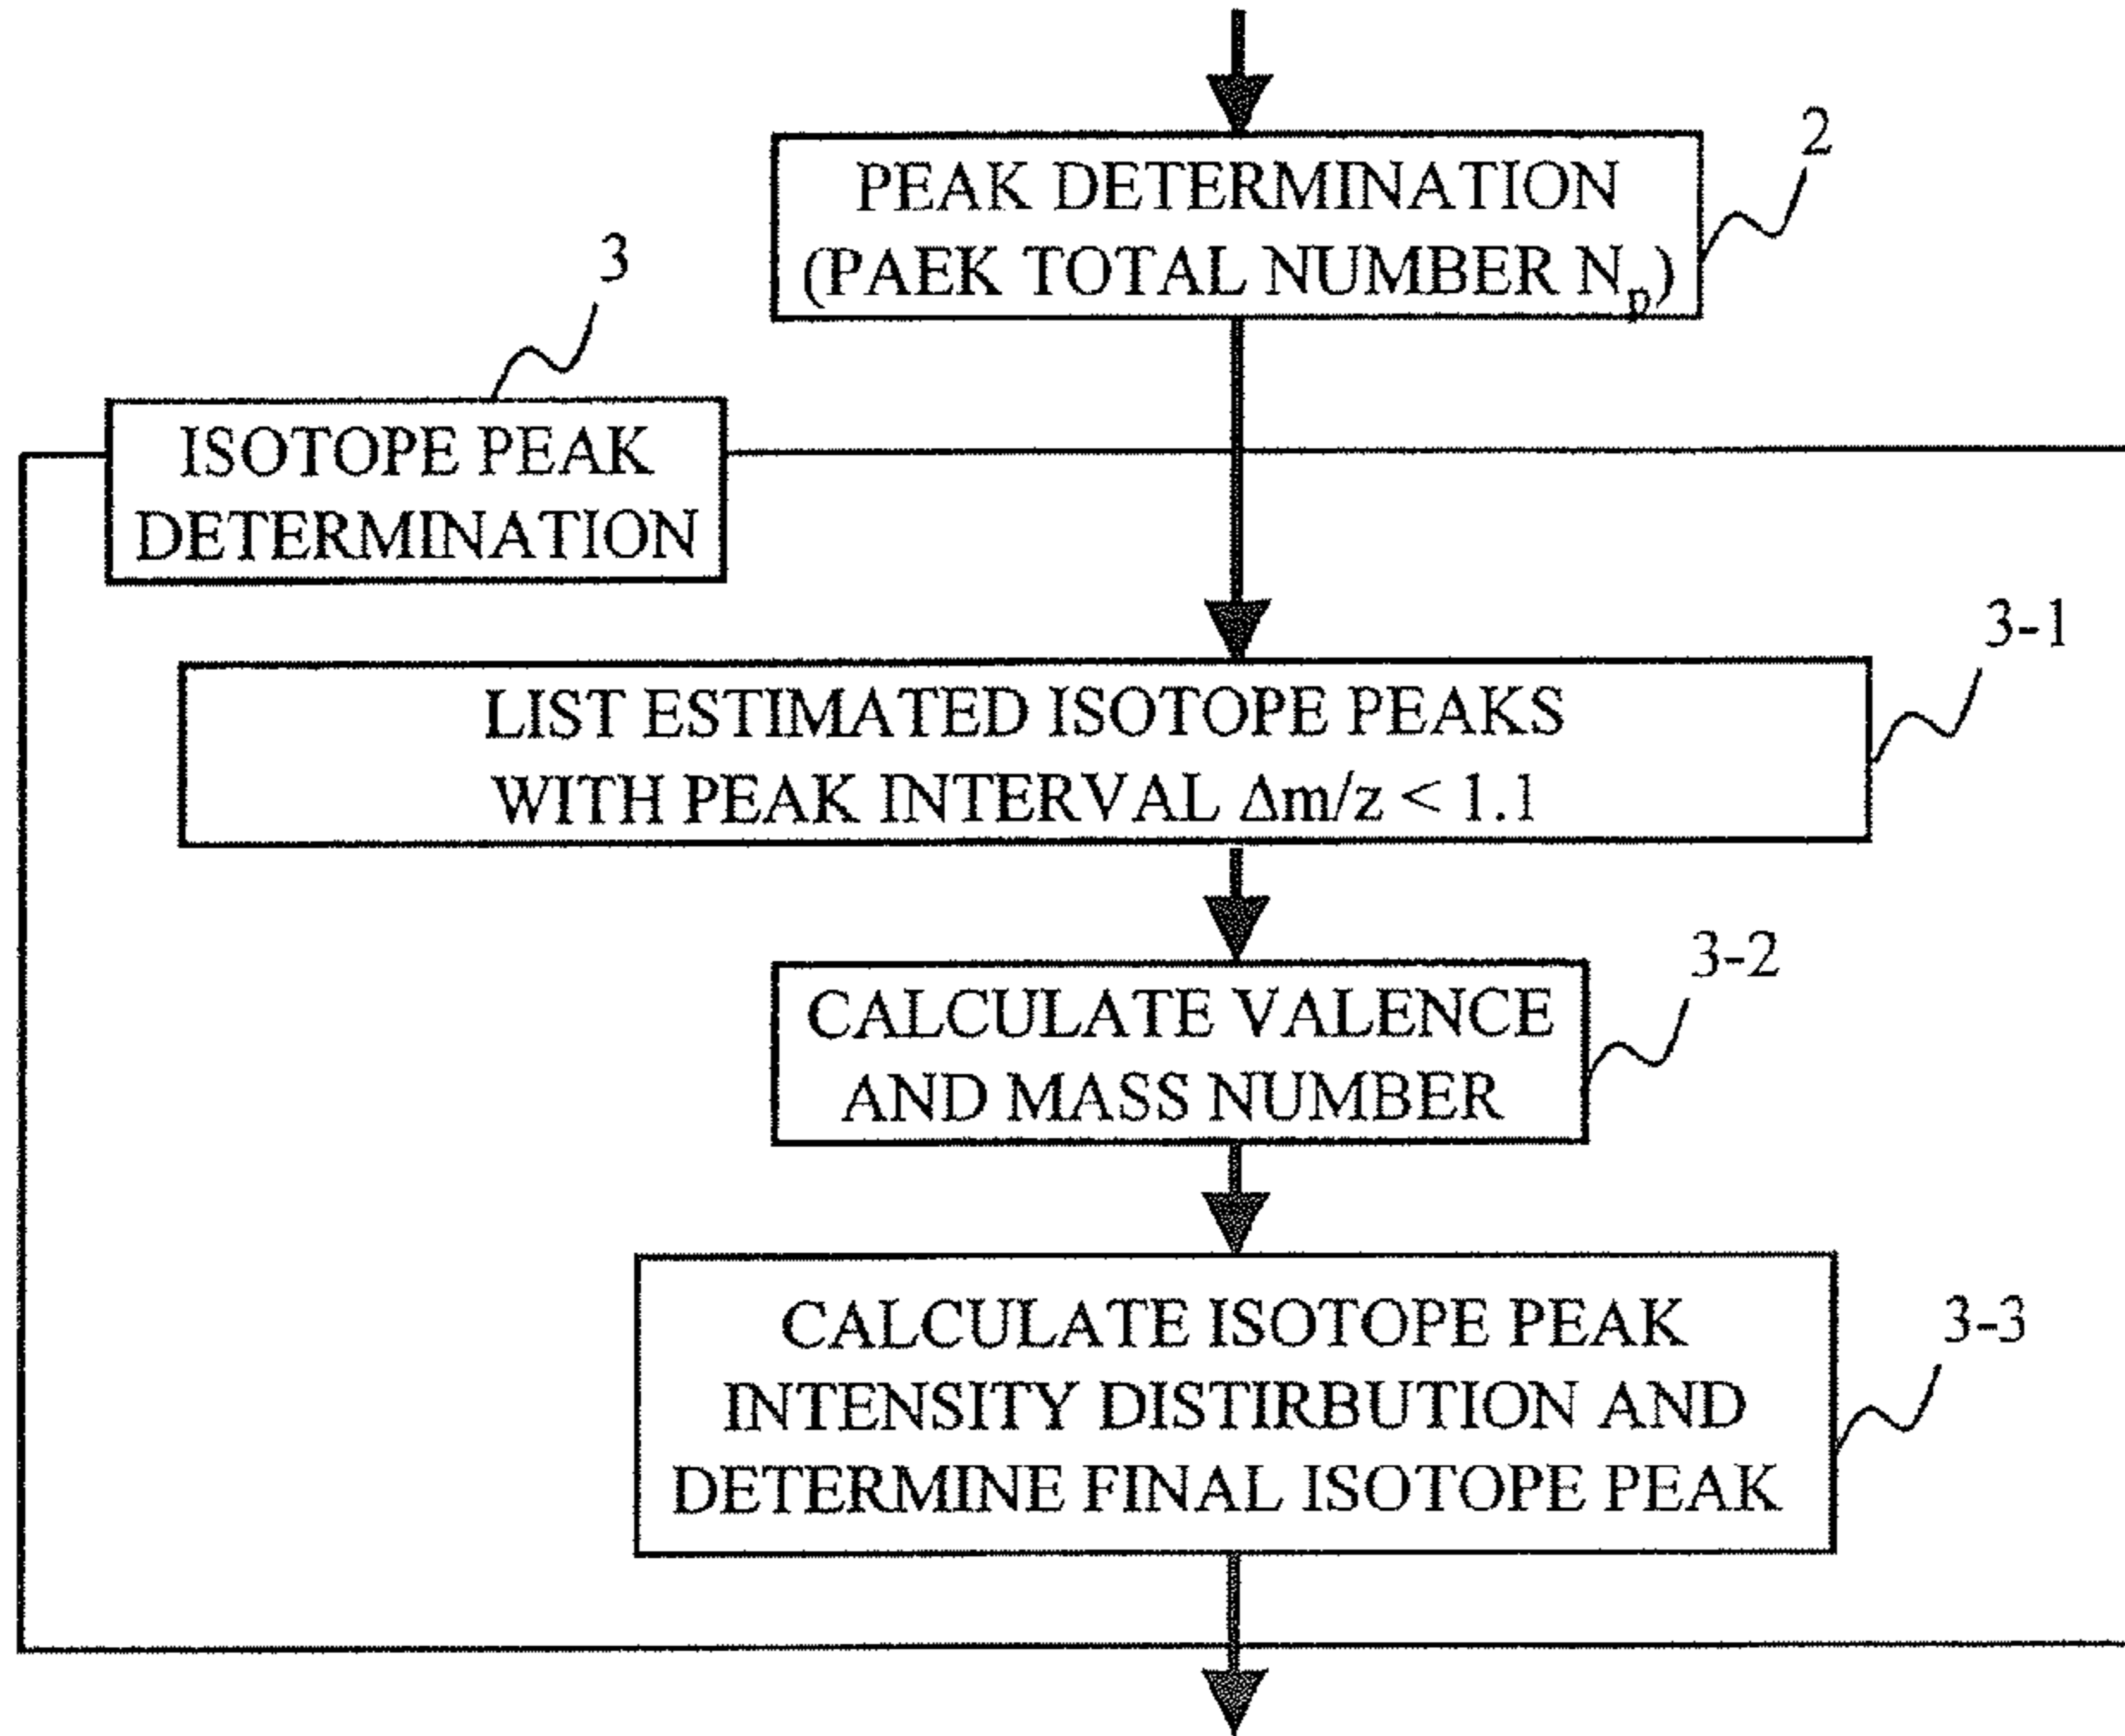 PEAK DETERMINATION
(PAEK TOTAL NUMBER Np)
2
3
ISOTOPE PEAK
DETERMINATION
LIST ESTIMATED ISOTOPE PEAKS
WITH PEAK INTERVAL Δm/z < 1.1
3-1
CALCULATE VALENCE
AND MASS NUMBER
3-2
CALCULATE ISOTOPE PEAK
INTENSITY DISTIRBUTION AND
DETERMINE FINAL ISOTOPE PEAK
3-3